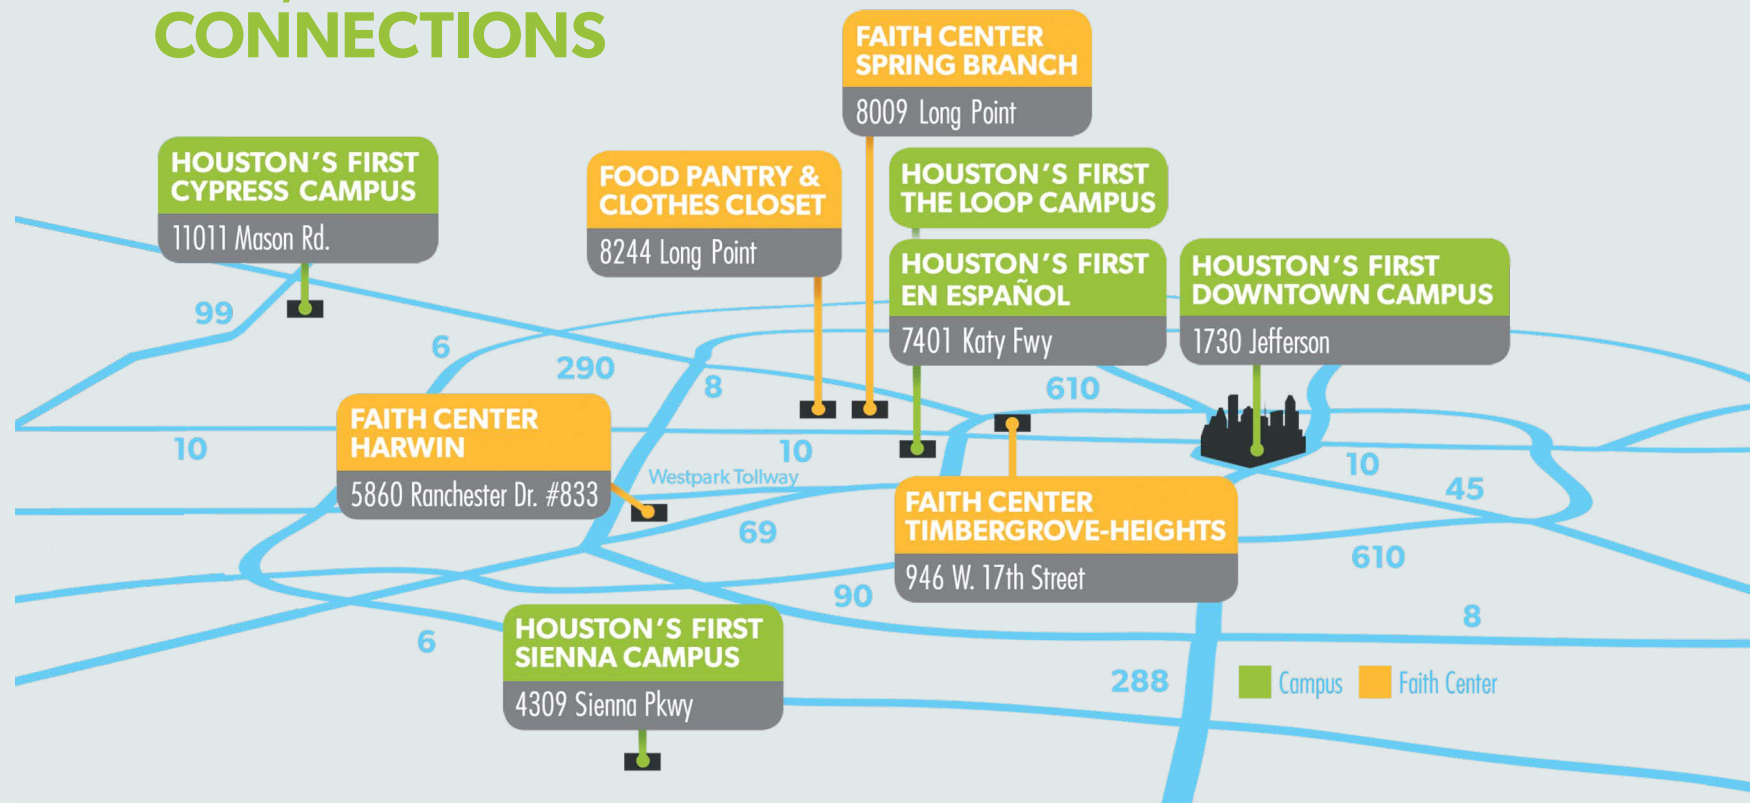 CONNECTIONS
FAITH CENTER
SPRING BRANCH
8009 Long Point
HOUSTON'S FIRST
CYPRESS CAMPUS
11011 Mason Rd.
FOOD PANTRY &
CLOTHES CLOSET
8244 Long Point
HOUSTON'S FIRST
THE LOOP CAMPUS
HOUSTON'S FIRST
EN ESPAÑOL
7401 Katy Fwy
HOUSTON'S FIRST
DOWNTOWN CAMPUS
1730 Jefferson
99
6
290
8
610
FAITH CENTER
HARWIN
5860 Ranchester Dr. #833
10
10
Westpark Tollway
10
45
69
FAITH CENTER
TIMBERGROVE-HEIGHTS
946 W. 17th Street
610
90
8
6
HOUSTON'S FIRST
SIENNA CAMPUS
4309 Sienna Pkwy
288
Campus
Faith Center